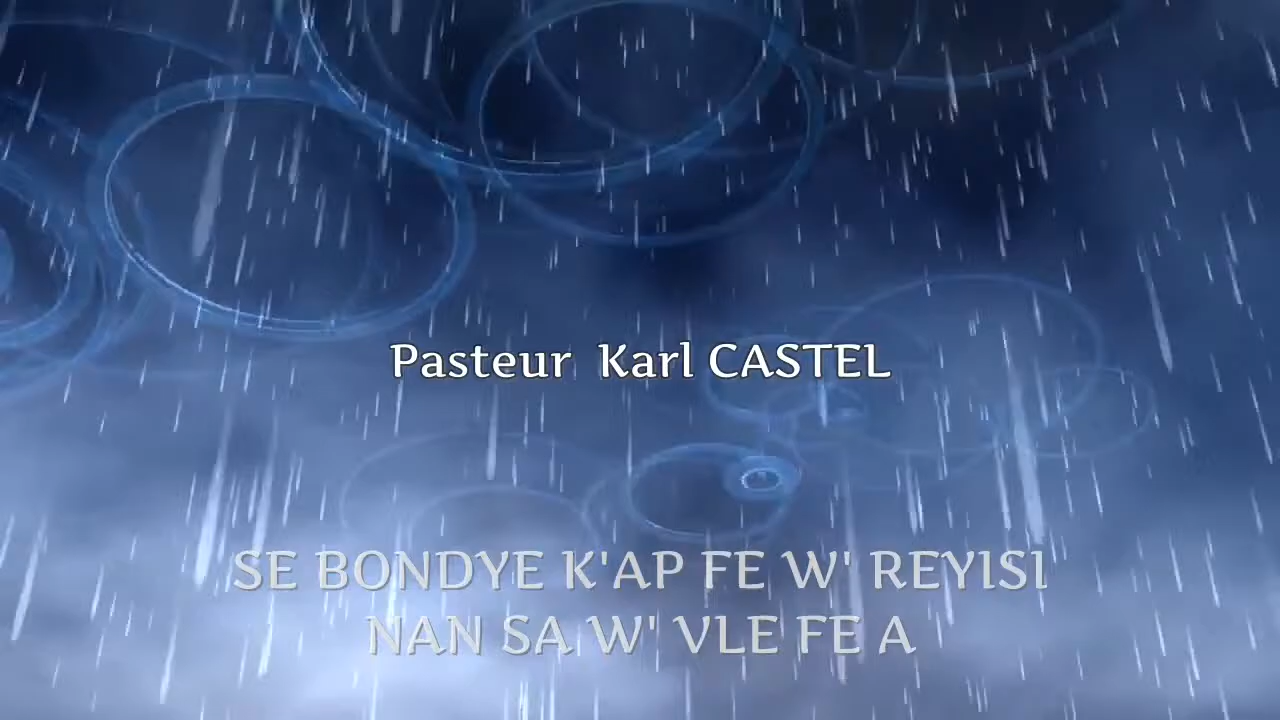 Pasteur Karl CASTEL
SE BONDYE K'AP FE W' REYISI
NAN SA W' VLE FE A